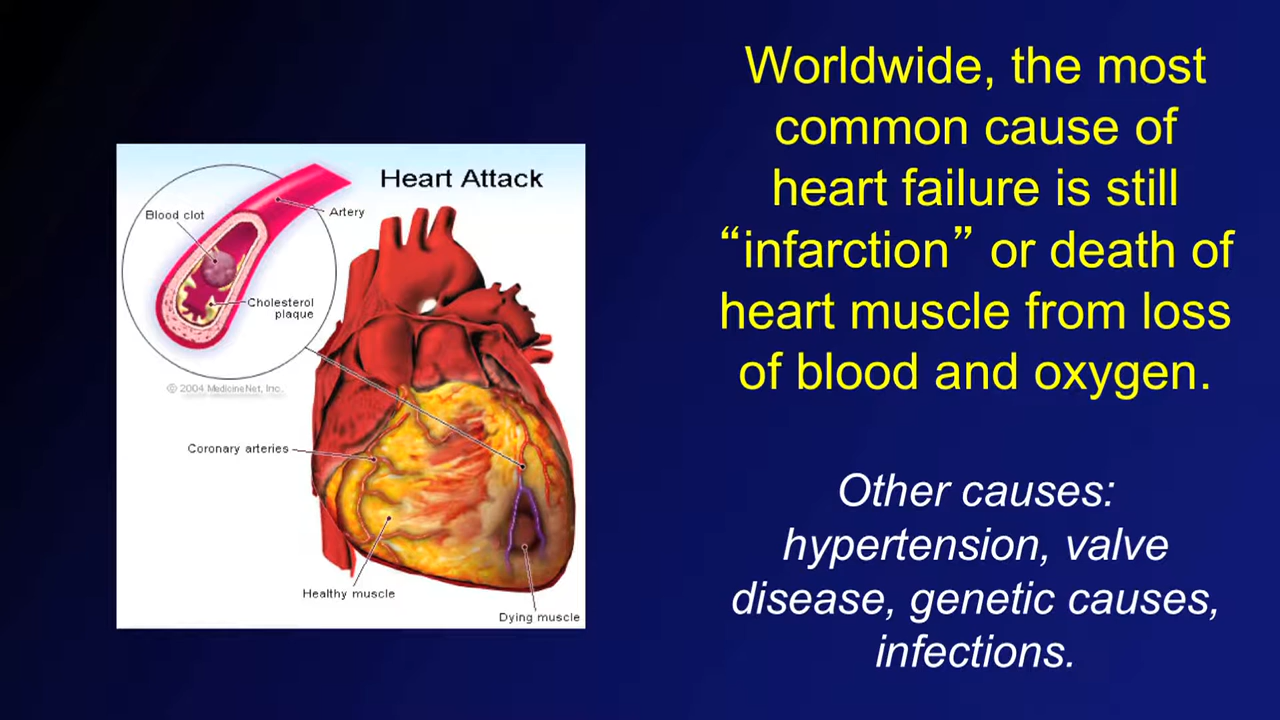 Worldwide, the most
common cause of
heart failure is still
“infarction” or death of
heart muscle from loss
of blood and oxygen.
Other causes:
hypertension, valve
disease, genetic causes,
infections.
Heart Attack
Blood clot
Artery
Cholesterol
plaque
© 2004 MedicineNet, Inc.
Coronary arteries
Healthy muscle
Dying muscle